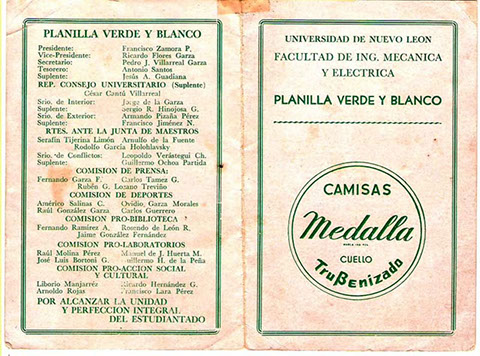 PLANILLA VERDE Y BLANCO
Presidente: Francisco Zamora P.
Vice-Presidente: Ricardo Flores Garza
Secretario: Pedro J. Villarreal Garza
Tesorero: Antonio Santos
Suplente: Jesús A. Guadiana
REP. CONSEJO UNIVERSITARIO (Suplente)
César Cantú Villarreal
Srio. de Interior: Jorge de la Garza
Suplente: Sergio R. Hinojosa G.
Srio. de Exterior: Armando Pizaña Pérez
Suplente: Francisco Jiménez N.
RTES. ANTE LA JUNTA DE MAESTROS
Serafín Tijerina Limón Arnulfo de la Fuente
Rodolfo García Holohlavsky
Srio. de Conflictos: Leopoldo Verástegui Ch.
Suplente: Guillermo Ochoa Partida
COMISION DE PRENSA:
Fernando Garza F. Carlos Tamez G.
Rubén G. Lozano Treviño
COMISION DE DEPORTES
Américo Salinas C. Ovidio Garza Morales
Raúl González Garza Carlos Guerrero
COMISION PRO-BIBLIOTECA
Fernando Ramírez A. Rosendo de León R.
Jaime González Fernández
COMISION PRO-LABORATORIOS
Raúl Molina Pérez Manuel de J. Huerta M.
José Luis Bortoni G. Guillermo H. de la Peña
COMISION PRO-ACCION SOCIAL
Y CULTURAL
Liborio Manjarréz Ricardo Hernández G.
Arnoldo Rojas Francisco Lara Pérez
POR ALCANZAR LA UNIDAD
Y PERFECCION INTEGRAL
DEL ESTUDIANTADO
UNIVERSIDAD DE NUEVO LEON
FACULTAD DE ING. MECANICA
Y ELECTRICA
PLANILLA VERDE Y BLANCO
CAMISAS
Medalla
CUELLO
TruBenizado